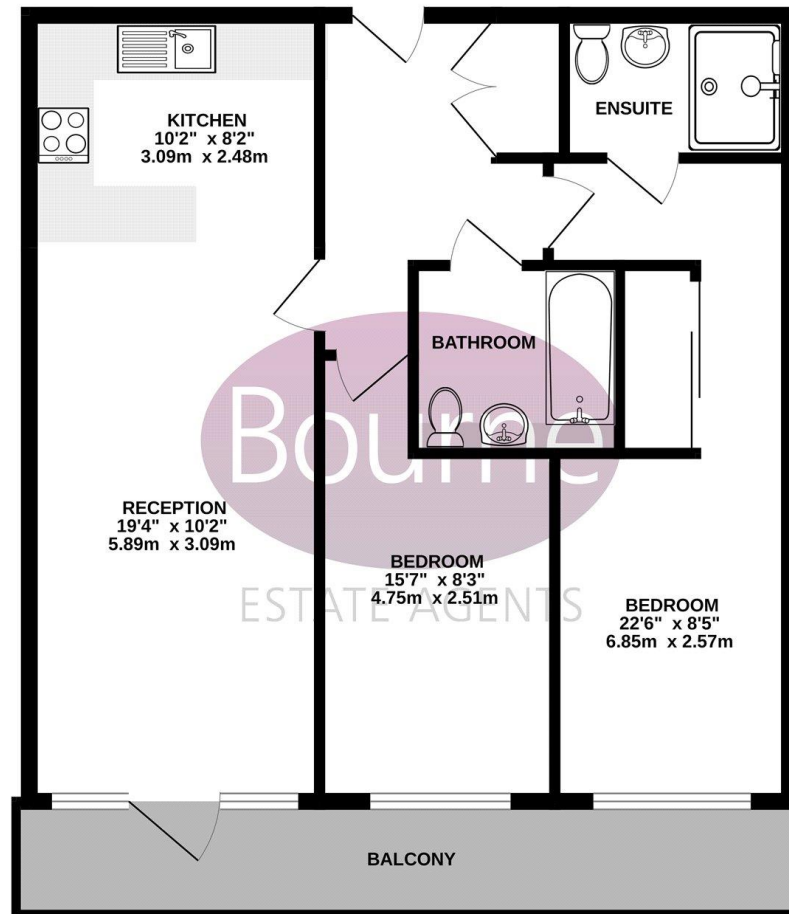 KITCHEN
10'2" x 8'2"
3.09m x 2.48m
ENSUITE
BATHROOM
Bourne
ESTATE AGENTS
RECEPTION
19'4" x 10'2"
5.89m x 3.09m
BEDROOM
15'7" x 8'3"
4.75m x 2.51m
BEDROOM
22'6" x 8'5"
6.85m x 2.57m
BALCONY